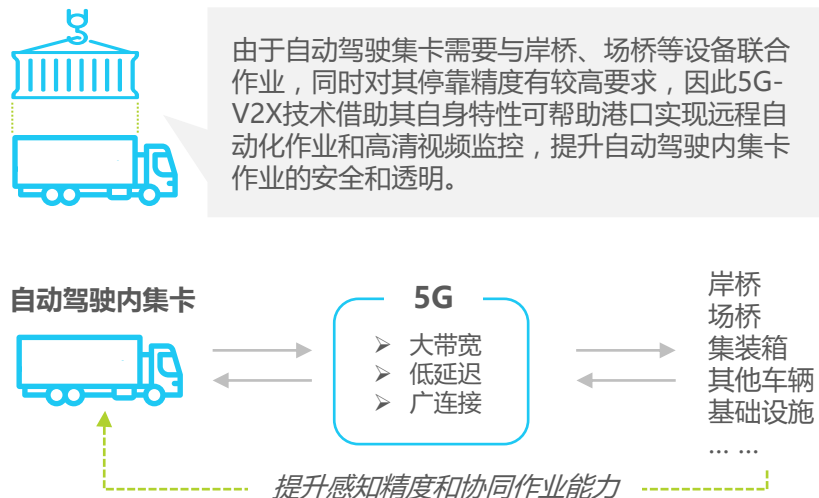 由于自动驾驶集卡需要与岸桥、场桥等设备联合
作业，同时对其停靠精度有较高要求，因此5G-
V2X技术借助其自身特性可帮助港口实现远程自
动化作业和高清视频监控，提升自动驾驶内集卡
作业的安全和透明。
自动驾驶内集卡
5G
➢ 大带宽
➢ 低延迟
➢ 广连接
岸桥
场桥
集装箱
其他车辆
基础设施
... ...
提升感知精度和协同作业能力